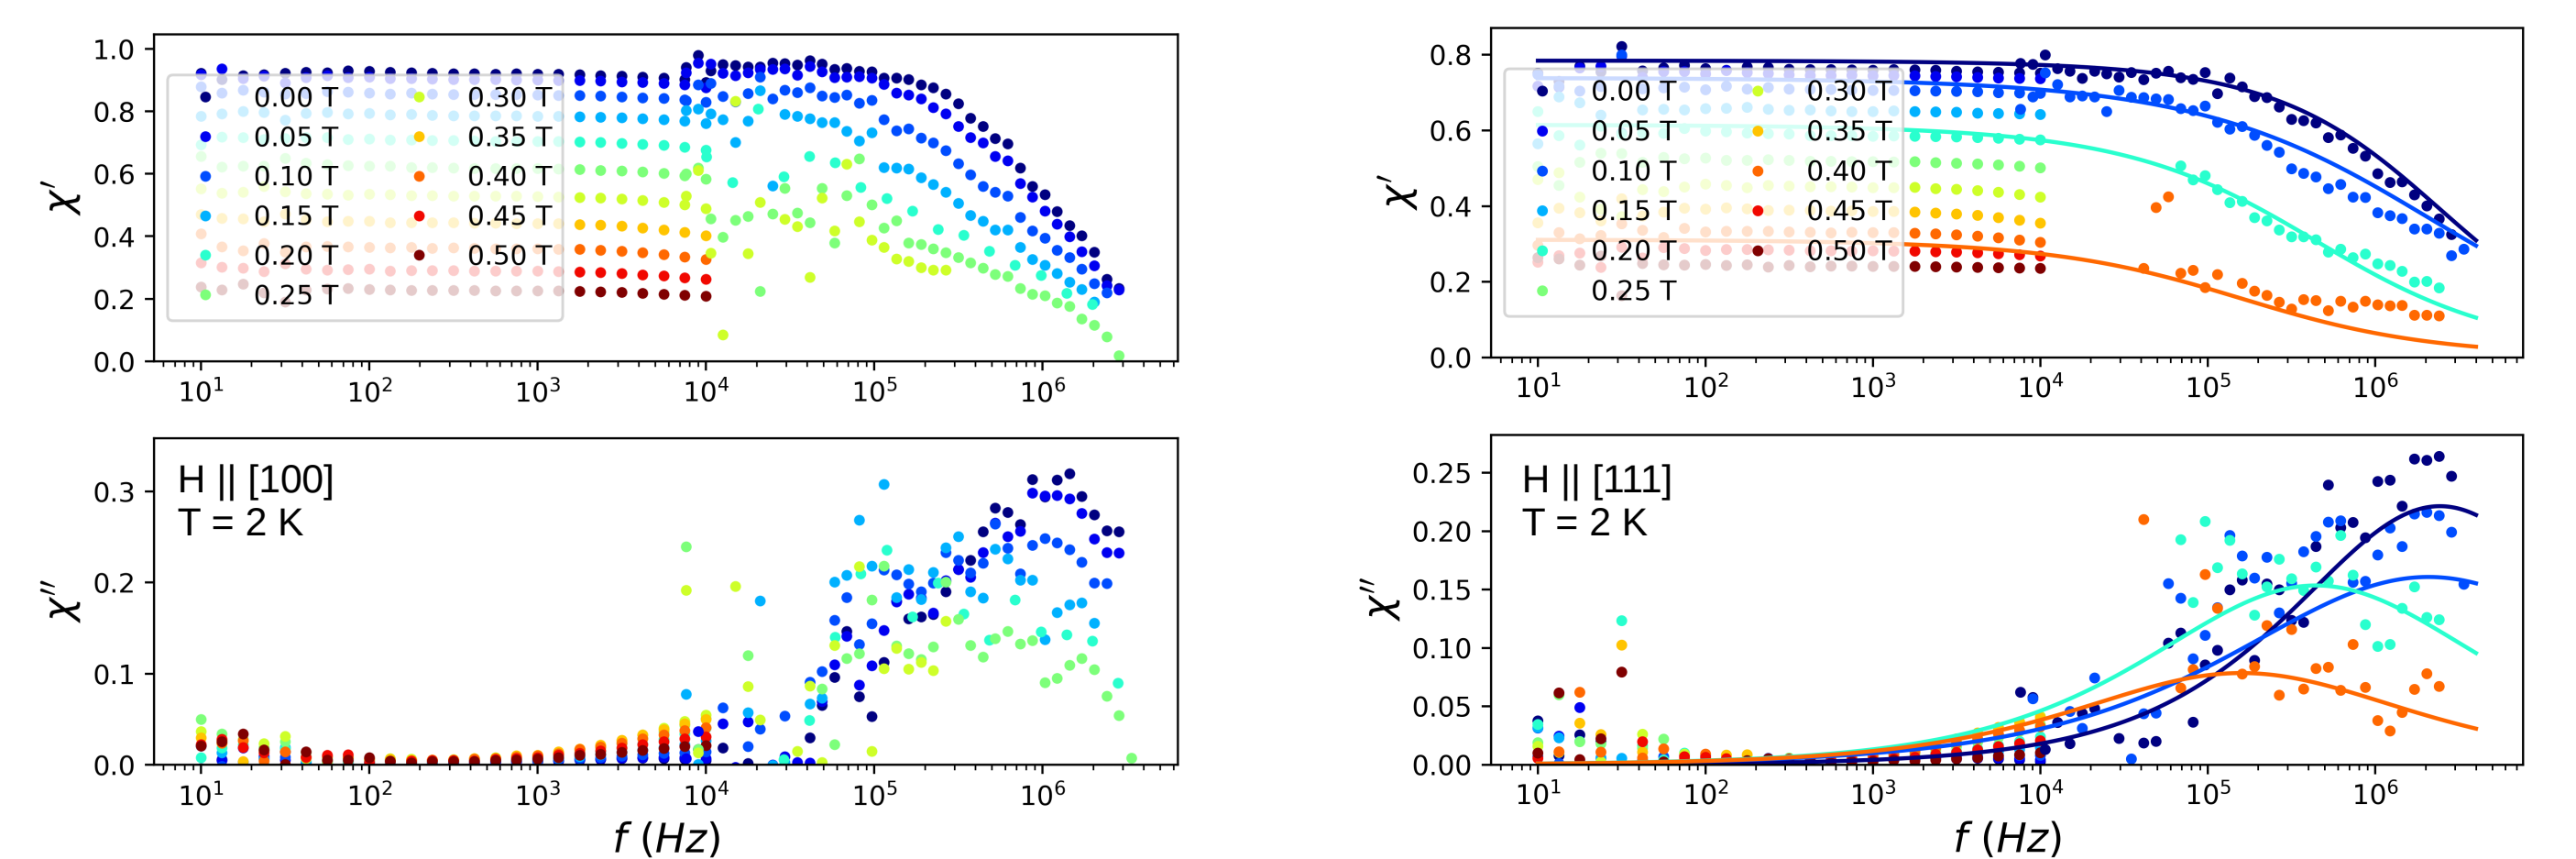 χ′
1.0
0.8
0.6
0.4
0.2
0.0
0.00 T 0.30 T
0.05 T 0.35 T
0.10 T 0.40 T
0.15 T 0.45 T
0.20 T 0.50 T
0.25 T
10¹ 10² 10³ 10⁴ 10⁵ 10⁶
χ′
0.8
0.6
0.4
0.2
0.0
0.00 T 0.30 T
0.05 T 0.35 T
0.10 T 0.40 T
0.15 T 0.45 T
0.20 T 0.50 T
0.25 T
10¹ 10² 10³ 10⁴ 10⁵ 10⁶
χ″
0.3
0.2
0.1
0.0
H || [100]
T = 2 K
10¹ 10² 10³ 10⁴ 10⁵ 10⁶
f (Hz)
χ″
0.25
0.20
0.15
0.10
0.05
0.00
H || [111]
T = 2 K
10¹ 10² 10³ 10⁴ 10⁵ 10⁶
f (Hz)